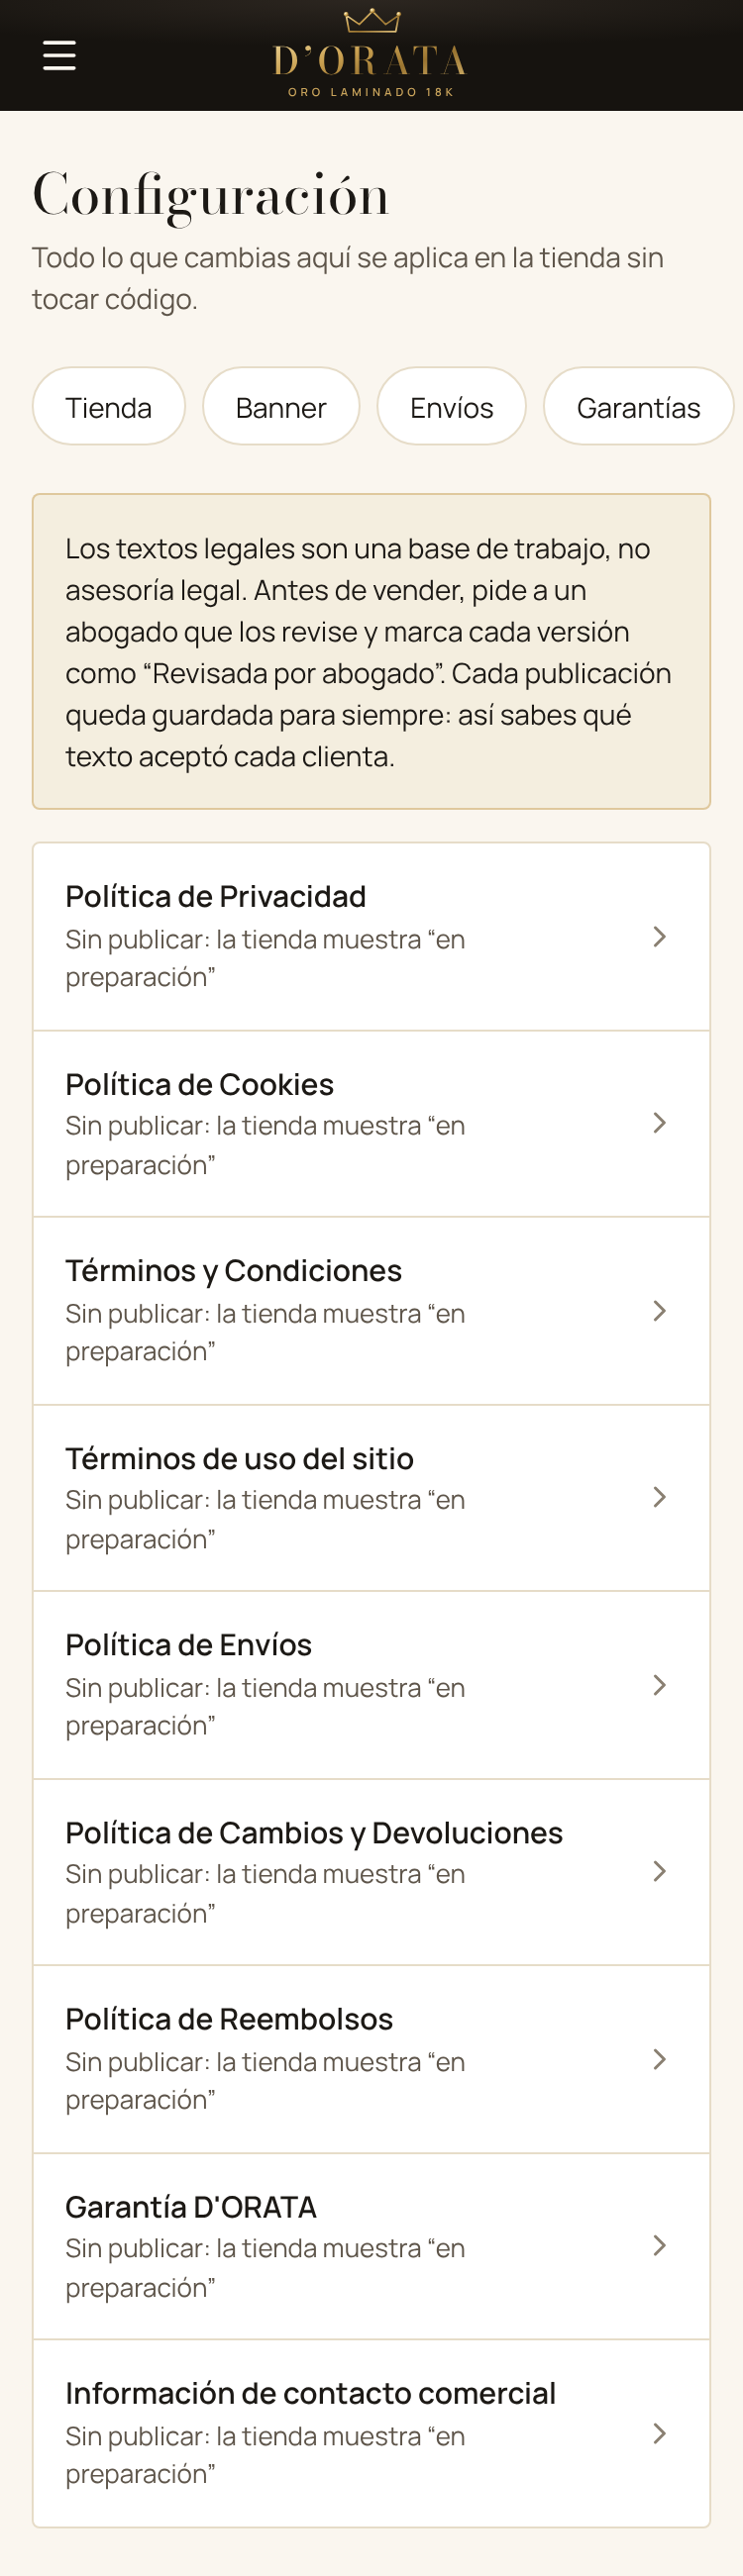 D’ORATA
ORO LAMINADO 18K
Configuración
Todo lo que cambias aquí se aplica en la tienda sin
tocar código.
Tienda
Banner
Envíos
Garantías
Los textos legales son una base de trabajo, no
asesoría legal. Antes de vender, pide a un
abogado que los revise y marca cada versión
como “Revisada por abogado”. Cada publicación
queda guardada para siempre: así sabes qué
texto aceptó cada clienta.
Política de Privacidad
Sin publicar: la tienda muestra “en
preparación”
Política de Cookies
Sin publicar: la tienda muestra “en
preparación”
Términos y Condiciones
Sin publicar: la tienda muestra “en
preparación”
Términos de uso del sitio
Sin publicar: la tienda muestra “en
preparación”
Política de Envíos
Sin publicar: la tienda muestra “en
preparación”
Política de Cambios y Devoluciones
Sin publicar: la tienda muestra “en
preparación”
Política de Reembolsos
Sin publicar: la tienda muestra “en
preparación”
Garantía D'ORATA
Sin publicar: la tienda muestra “en
preparación”
Información de contacto comercial
Sin publicar: la tienda muestra “en
preparación”